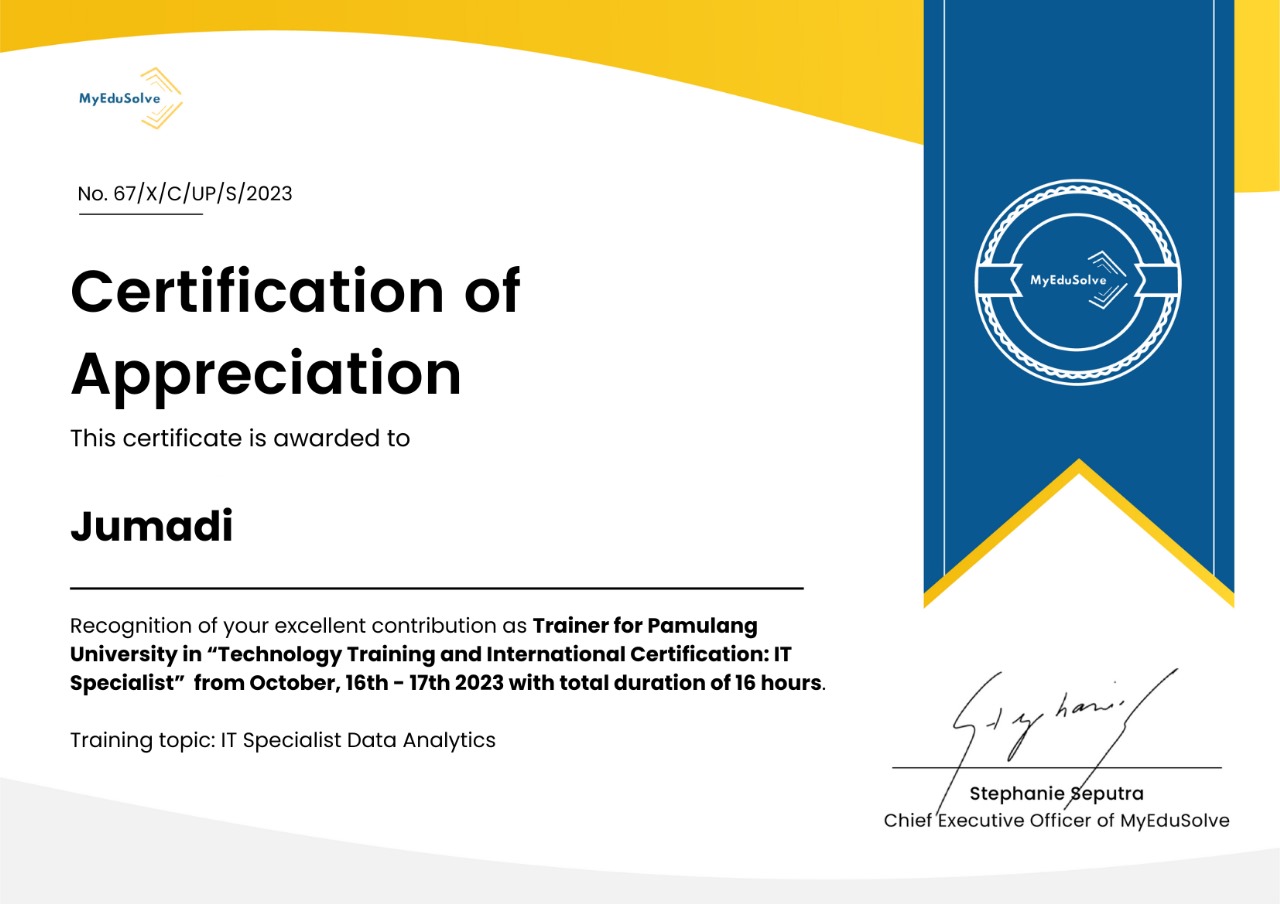 MyEduSolve
No. 67/X/C/UP/S/2023
Certification of
Appreciation
This certificate is awarded to
Jumadi
Recognition of your excellent contribution as Trainer for Pamulang
University in “Technology Training and International Certification: IT
Specialist” from October, 16th - 17th 2023 with total duration of 16 hours.
Training topic: IT Specialist Data Analytics
MyEduSolve
Stephanie
Stephanie Seputra
Chief Executive Officer of MyEduSolve